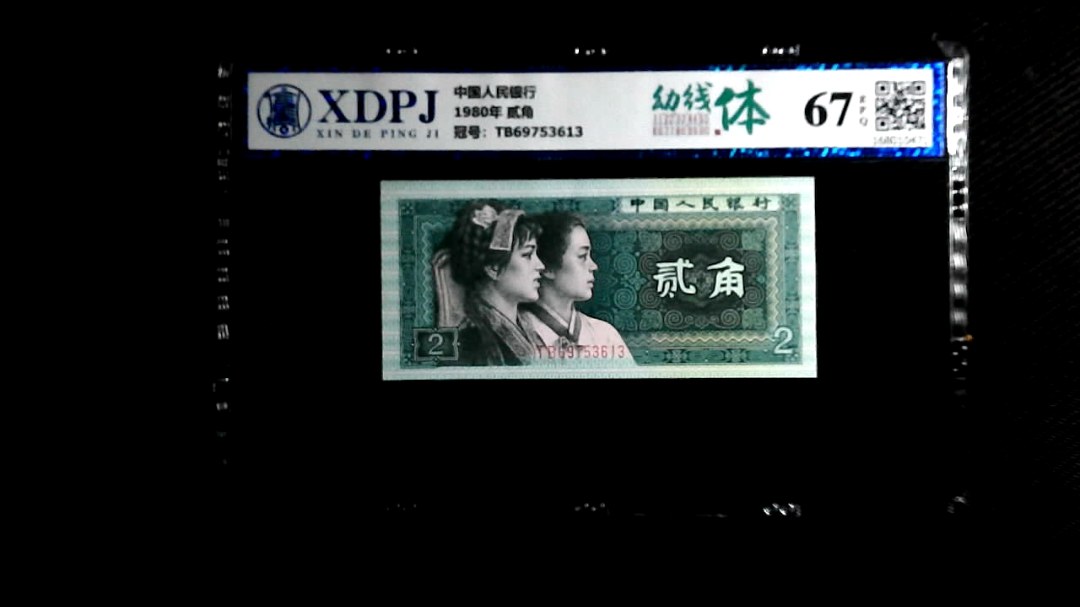 XDPJ
XIN DE PING JI
中国人民银行
1980年 贰角
冠号：TB69753613
幼线体
67
EPQ
中国人民银行
贰角
2
2
TB69753613